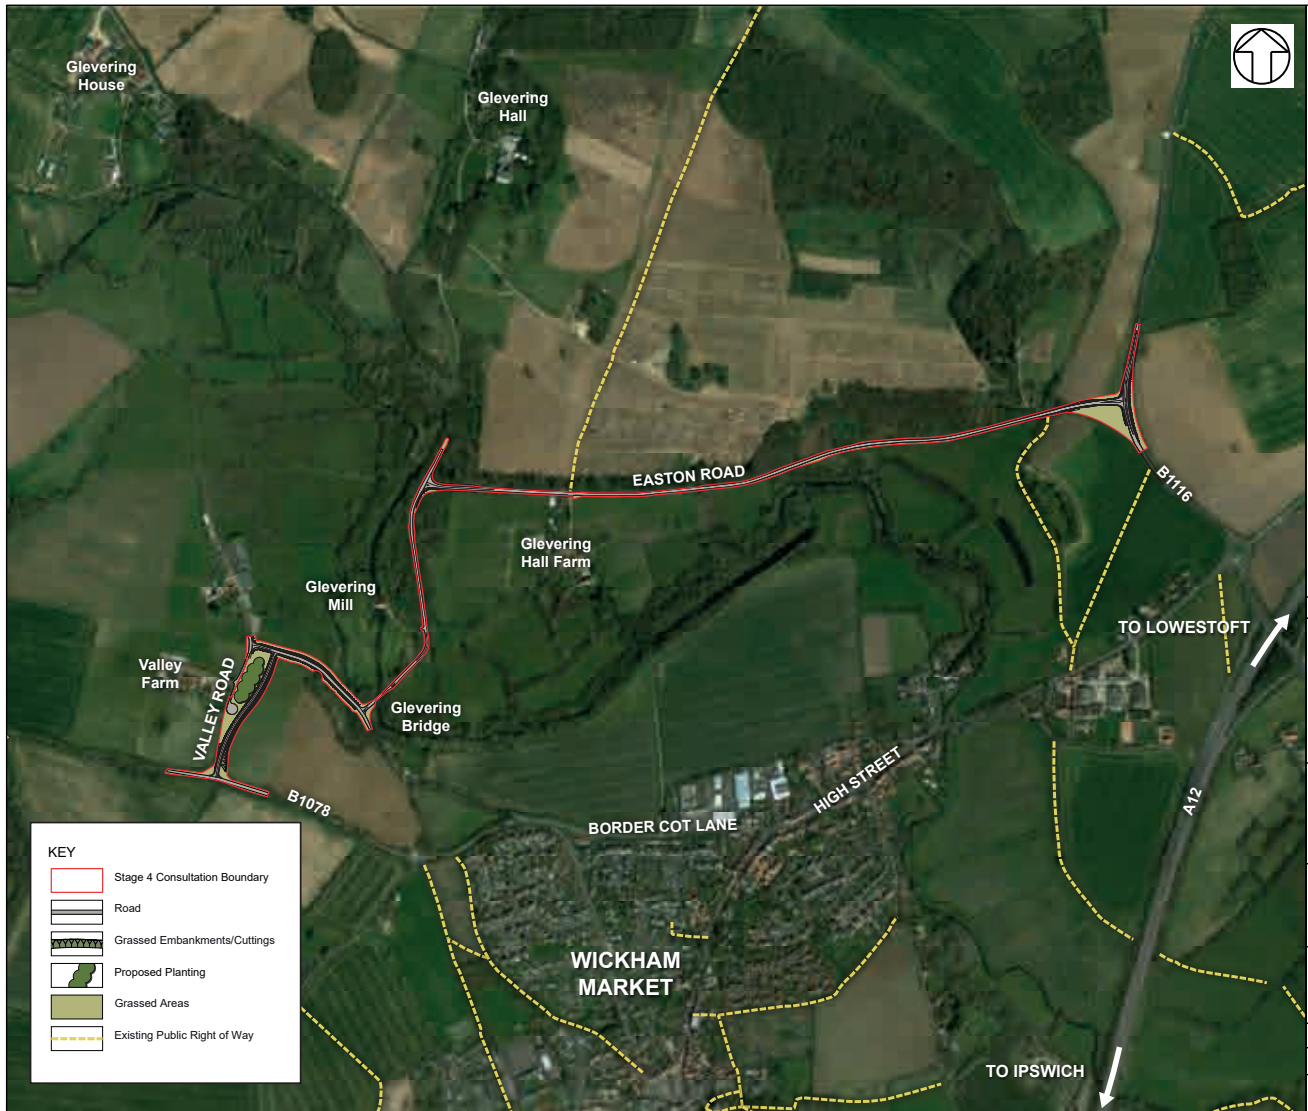 Glevering
House
Glevering
Hall
EASTON ROAD
B1116
Glevering
Hall Farm
Glevering
Mill
TO LOWESTOFT
Valley
Farm
VALLEY ROAD
Glevering
Bridge
HIGH STREET
A12
B1078
BORDER COT LANE
WICKHAM
MARKET
TO IPSWICH
KEY
Stage 4 Consultation Boundary
Road
Grassed Embankments/Cuttings
Proposed Planting
Grassed Areas
Existing Public Right of Way